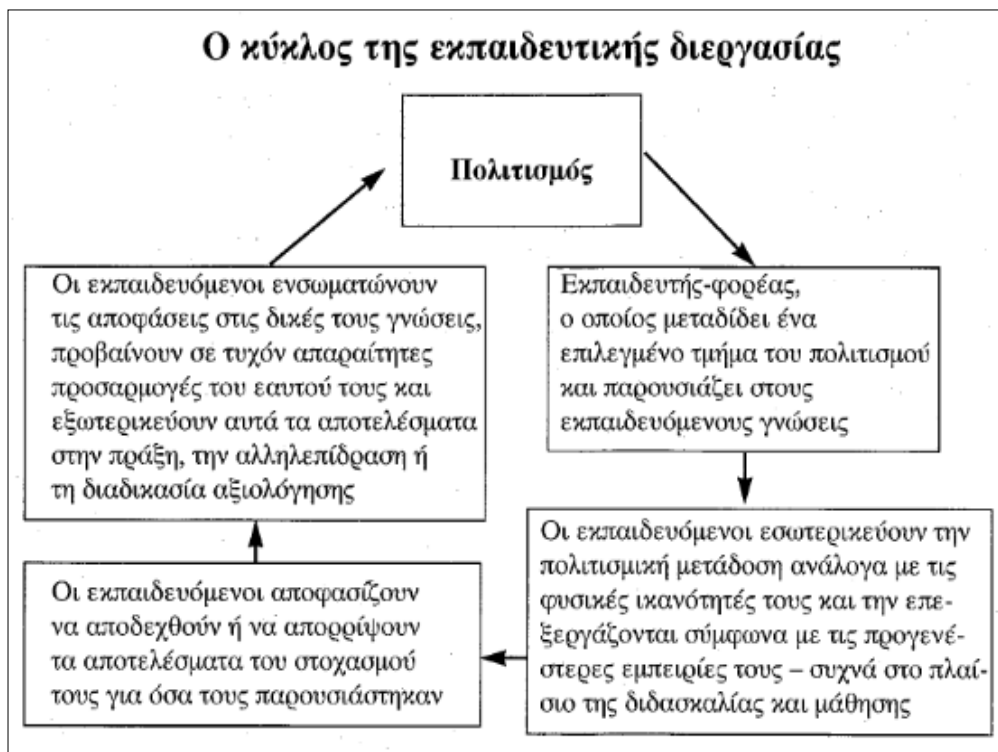 Ο κύκλος της εκπαιδευτικής διεργασίας
Πολιτισμός
Εκπαιδευτής-φορέας,
ο οποίος μεταδίδει ένα
επιλεγμένο τμήμα του πολιτισμού
και παρουσιάζει στους
εκπαιδευόμενους γνώσεις
Οι εκπαιδευόμενοι εσωτερικεύουν την
πολιτισμική μετάδοση ανάλογα με τις
φυσικές ικανότητές τους και την επε-
ξεργάζονται σύμφωνα με τις προγενέ-
στερες εμπειρίες τους – συχνά στο πλαί-
σιο της διδασκαλίας και μάθησης
Οι εκπαιδευόμενοι αποφασίζουν
να αποδεχθούν ή να απορρίψουν
τα αποτελέσματα του στοχασμού
τους για όσα τους παρουσιάστηκαν
Οι εκπαιδευόμενοι ενσωματώνουν
τις αποφάσεις στις δικές τους γνώσεις,
προβαίνουν σε τυχόν απαραίτητες
προσαρμογές του εαυτού τους και
εξωτερικεύουν αυτά τα αποτελέσματα
στην πράξη, την αλληλεπίδραση ή
τη διαδικασία αξιολόγησης